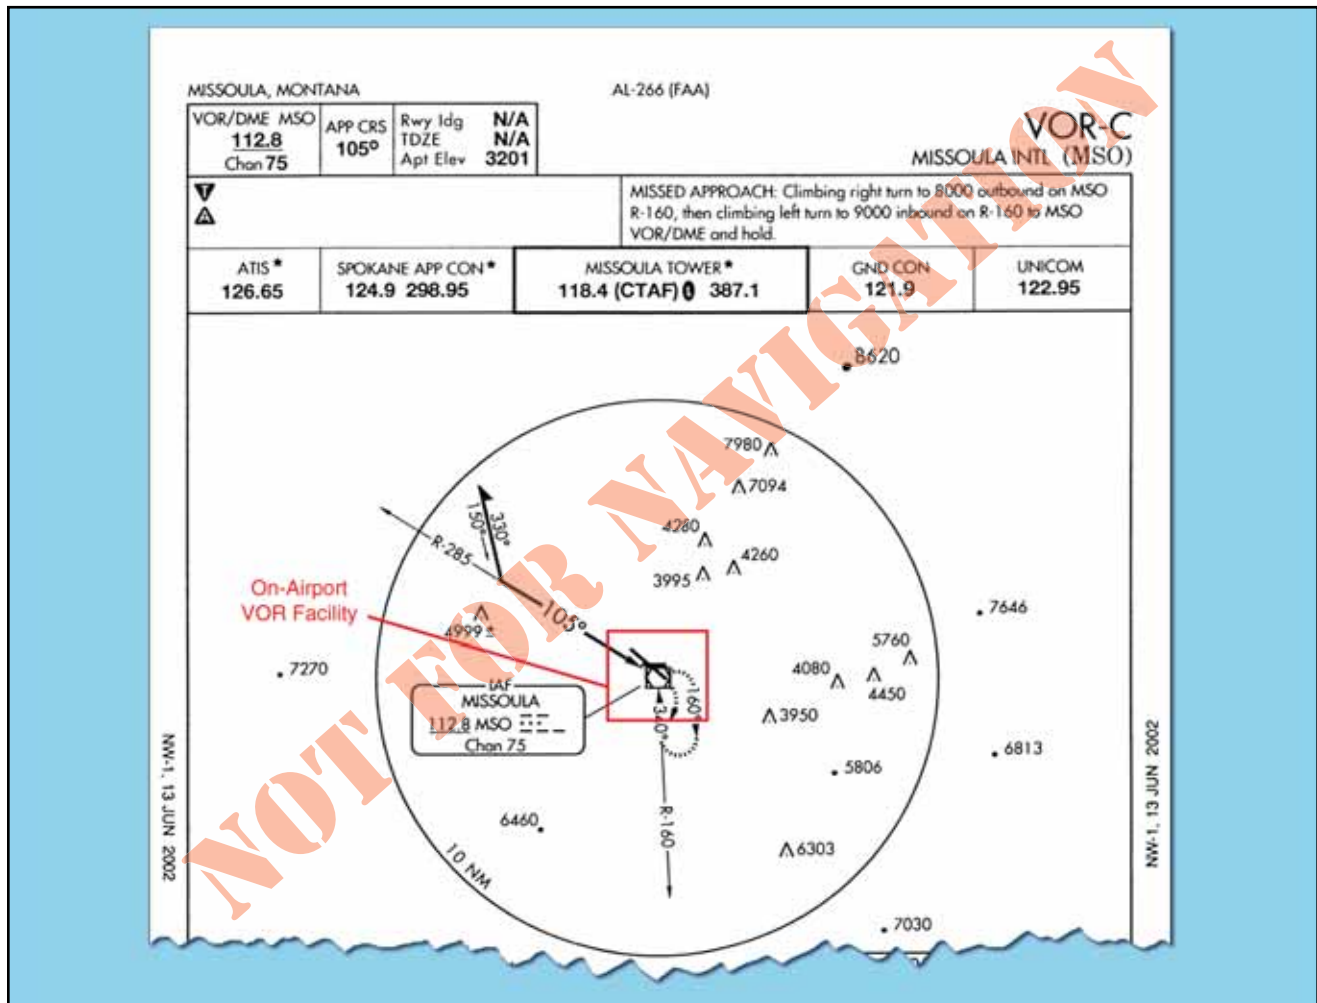 MISSOULA, MONTANA
AL-266 (FAA)
VOR-C
MISSOULA INTL (MSO)
VOR/DME MSO
112.8
Chan 75
APP CRS
105°
Rwy ldg N/A
TDZE N/A
Apt Elev 3201
T
A
MISSED APPROACH: Climbing right turn to 8000 outbound on MSO
R-160, then climbing left turn to 9000 inbound on R-160 to MSO
VOR/DME and hold.
ATIS *
126.65
SPOKANE APP CON *
124.9 298.95
MISSOULA TOWER *
118.4 (CTAF) 387.1
GND CON
121.9
UNICOM
122.95
8620
7980
7094
4280
4260
3995
330°
150°
R-285
105°
On-Airport
VOR Facility
4999 ±
7270
7646
5760
4080
4450
3950
IAF
MISSOULA
112.8 MSO
Chan 75
160°
340°
6813
5806
R-160
6460
6303
10 NM
7030
NW-1, 13 JUN 2002
NW-1, 13 JUN 2002
NOT FOR NAVIGATION